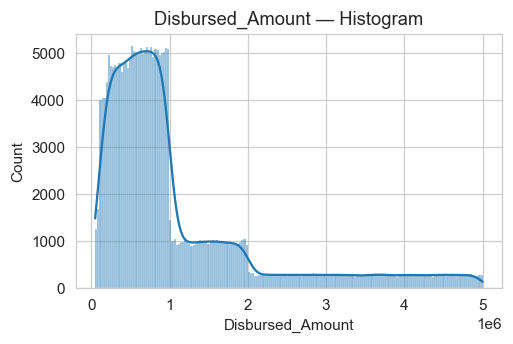 Disbursed_Amount — Histogram
5000
4000
3000
2000
1000
0
Count
0 1 2 3 4 5
1e6
Disbursed_Amount